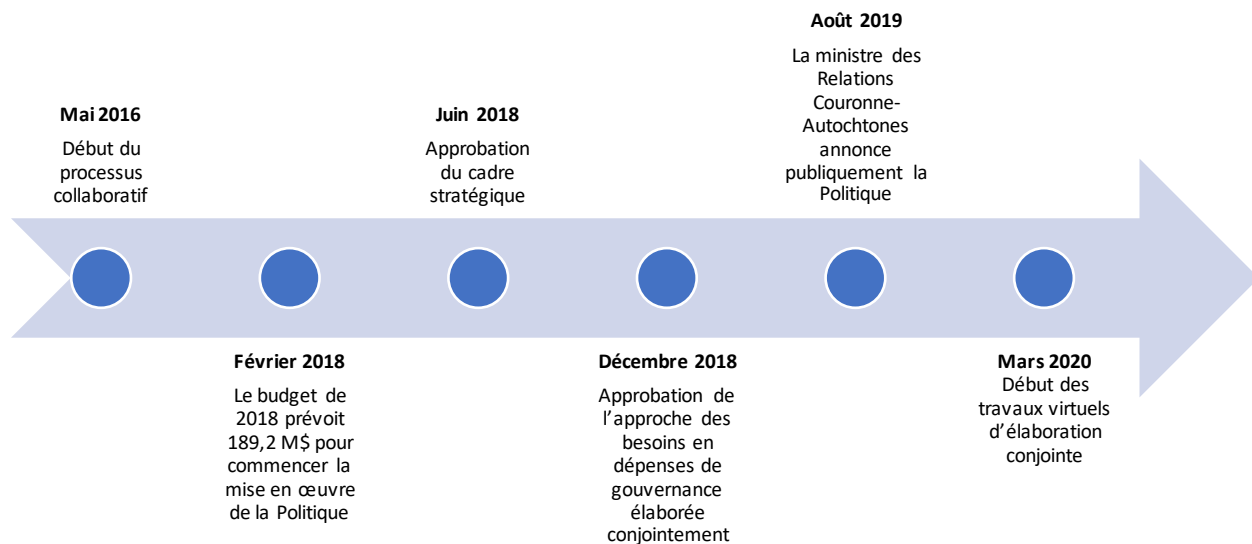 Mai 2016
Début du
processus
collaboratif
Février 2018
Le budget de
2018 prévoit
189,2 M$ pour
commencer la
mise en œuvre
de la Politique
Juin 2018
Approbation
du cadre
stratégique
Décembre 2018
Approbation de
l’approche des
besoins en
dépenses de
gouvernance
élaborée
conjointement
Août 2019
La ministre des
Relations
Couronne-
Autochtones
annonce
publiquement la
Politique
Mars 2020
Début des
travaux virtuels
d’élaboration
conjointe